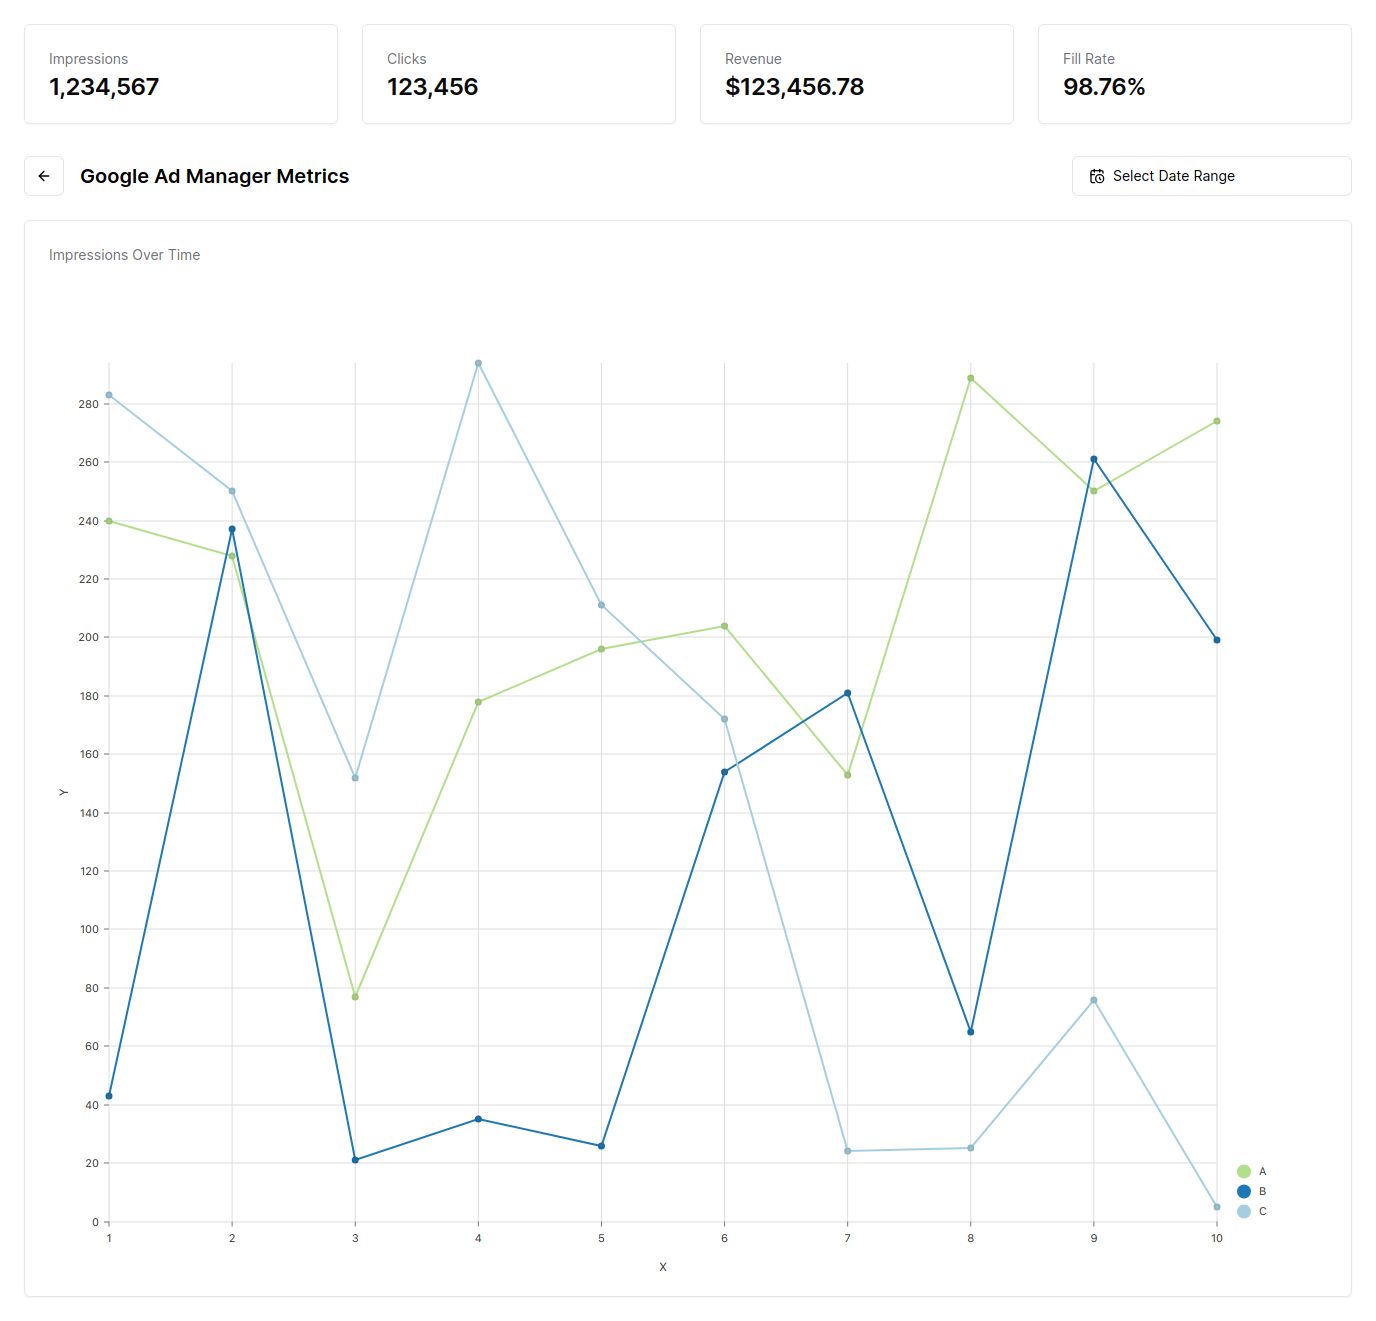 Impressions
1,234,567
Clicks
123,456
Revenue
$123,456.78
Fill Rate
98.76%
Google Ad Manager Metrics
Select Date Range
Impressions Over Time
280
260
240
220
200
180
160
140
120
100
80
60
40
20
0
Y
1 2 3 4 5 6 7 8 9 10
X
A
B
C